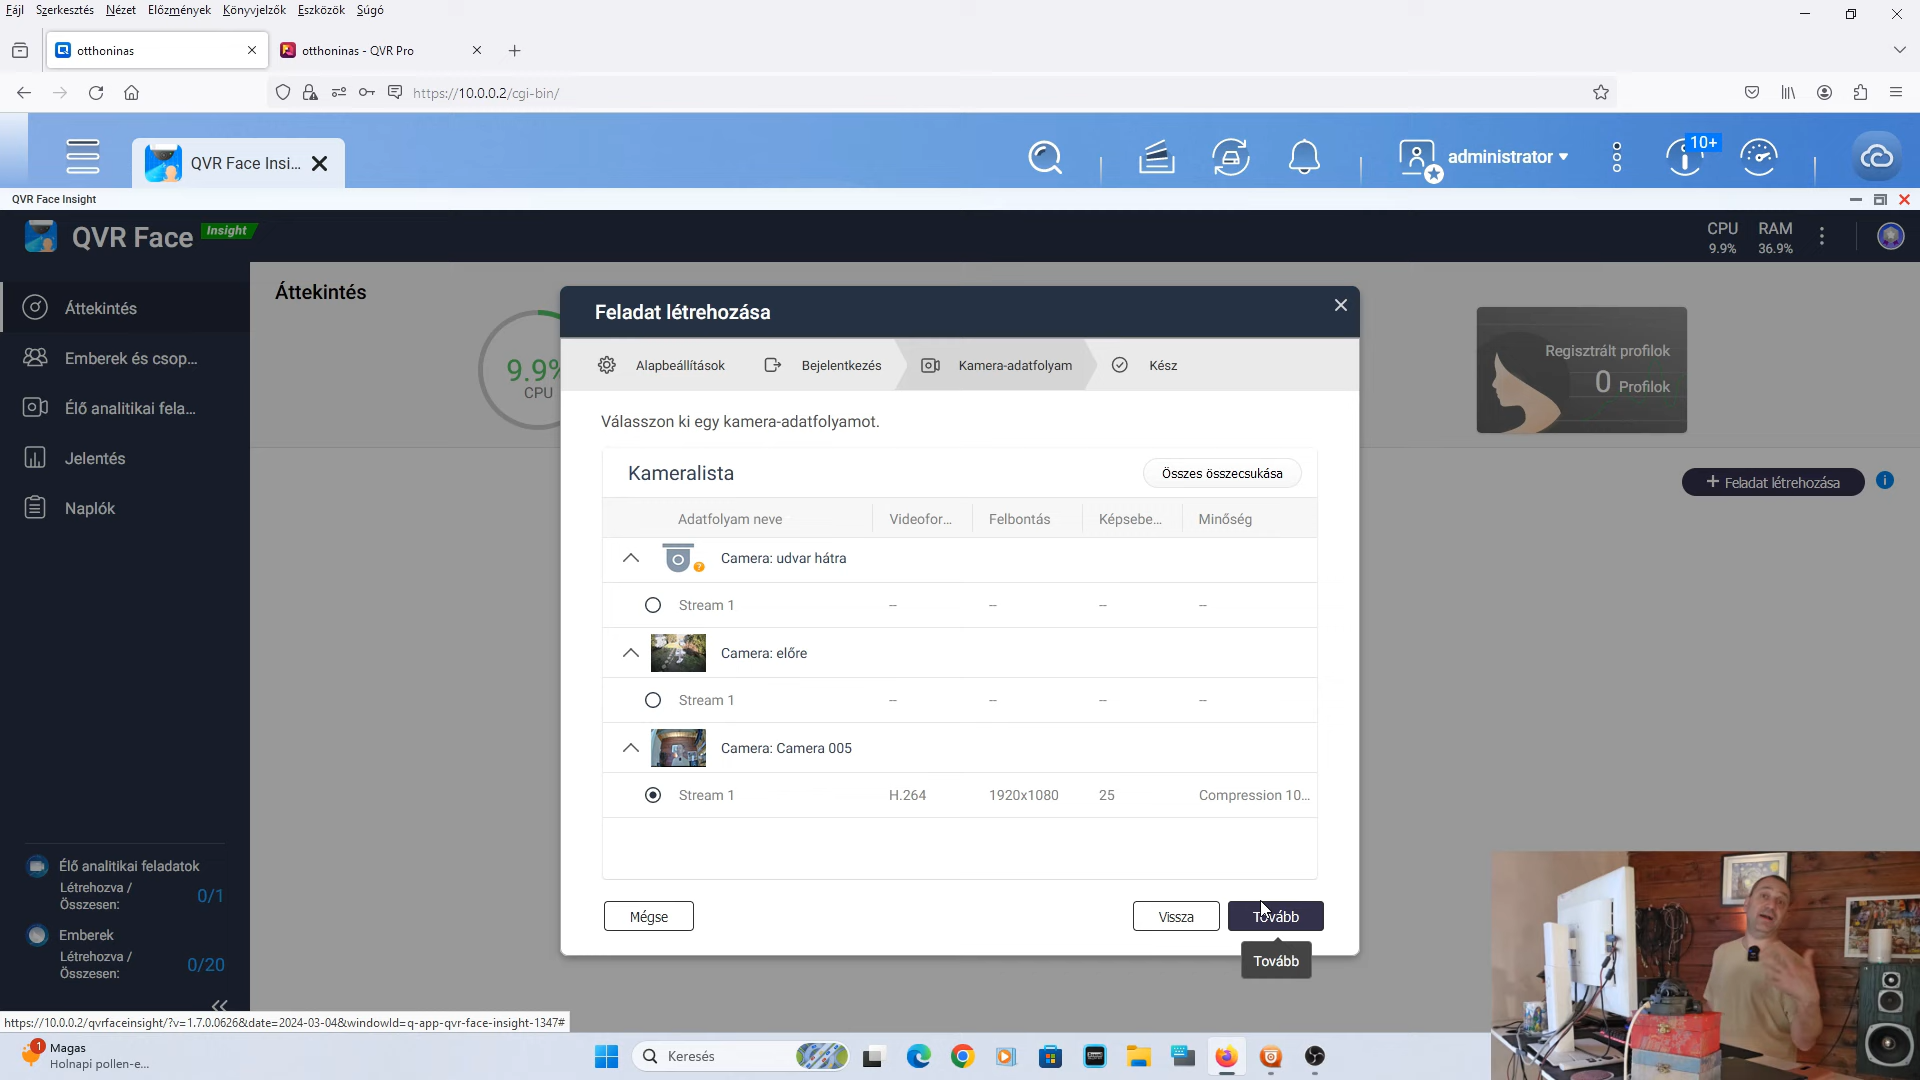 Fájl Szerkesztés Nézet Előzmények Könyvjelzők Eszközök Súgó
otthoninas
otthoninas - QVR Pro
https://10.0.0.2/cgi-bin/
QVR Face Insi...
administrator
10+
QVR Face Insight
QVR Face Insight
CPU
9.9%
RAM
36.9%
Áttekintés
Emberek és csop...
Élő analitikai fela...
Jelentés
Naplók
Élő analitikai feladatok
Létrehozva /
Összesen:
0/1
Emberek
Létrehozva /
Összesen:
0/20
Áttekintés
9.9%
CPU
Regisztrált profilok
0 Profilok
+ Feladat létrehozása
Feladat létrehozása
Alapbeállítások
Bejelentkezés
Kamera-adatfolyam
Kész
Válasszon ki egy kamera-adatfolyamot.
Kameralista
Összes összecsukása
Adatfolyam neve Videofor... Felbontás Képsebe... Minőség
Camera: udvar hátra
Stream 1 -- -- -- --
Camera: előre
Stream 1 -- -- -- --
Camera: Camera 005
Stream 1 H.264 1920x1080 25 Compression 10...
Mégse
Vissza
Tovább
Tovább
https://10.0.0.2/qvrfaceinsight/?v=1.7.0.0626&date=2024-03-04&windowId=q-app-qvr-face-insight-1347#
1
Magas
Holnapi pollen-e...
Keresés